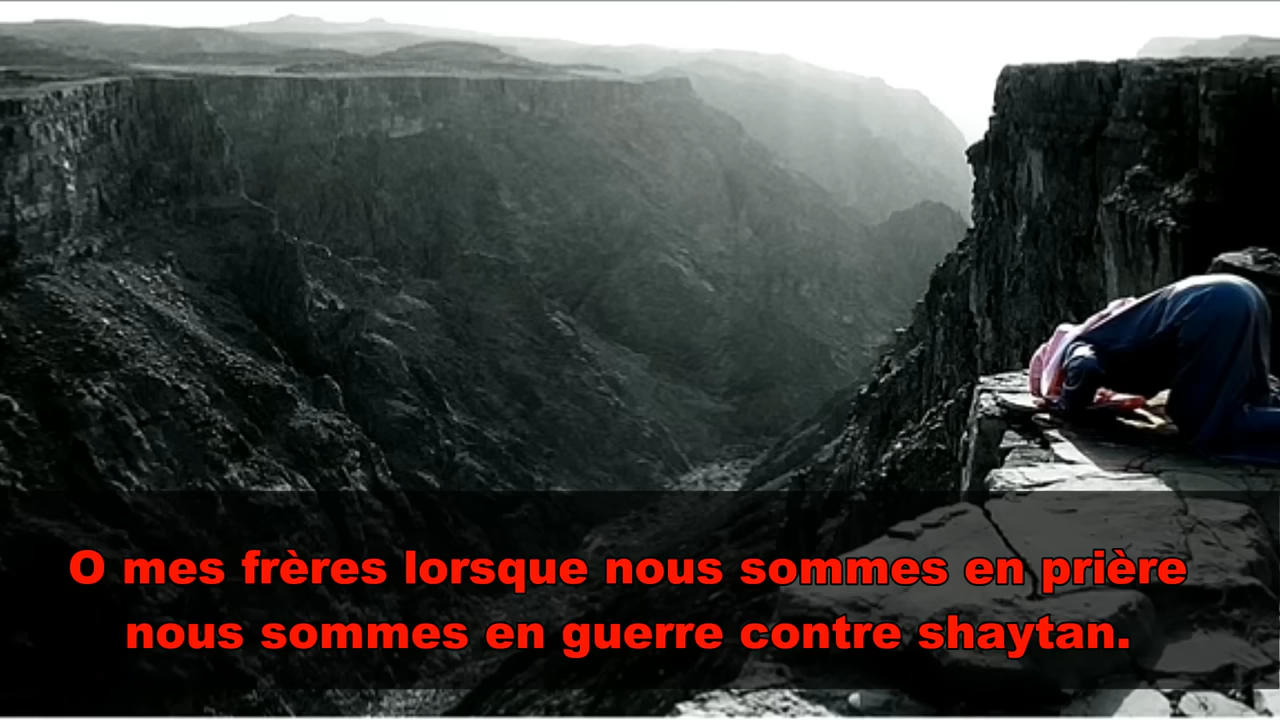 O mes frères lorsque nous sommes en prière
nous sommes en guerre contre shaytan.